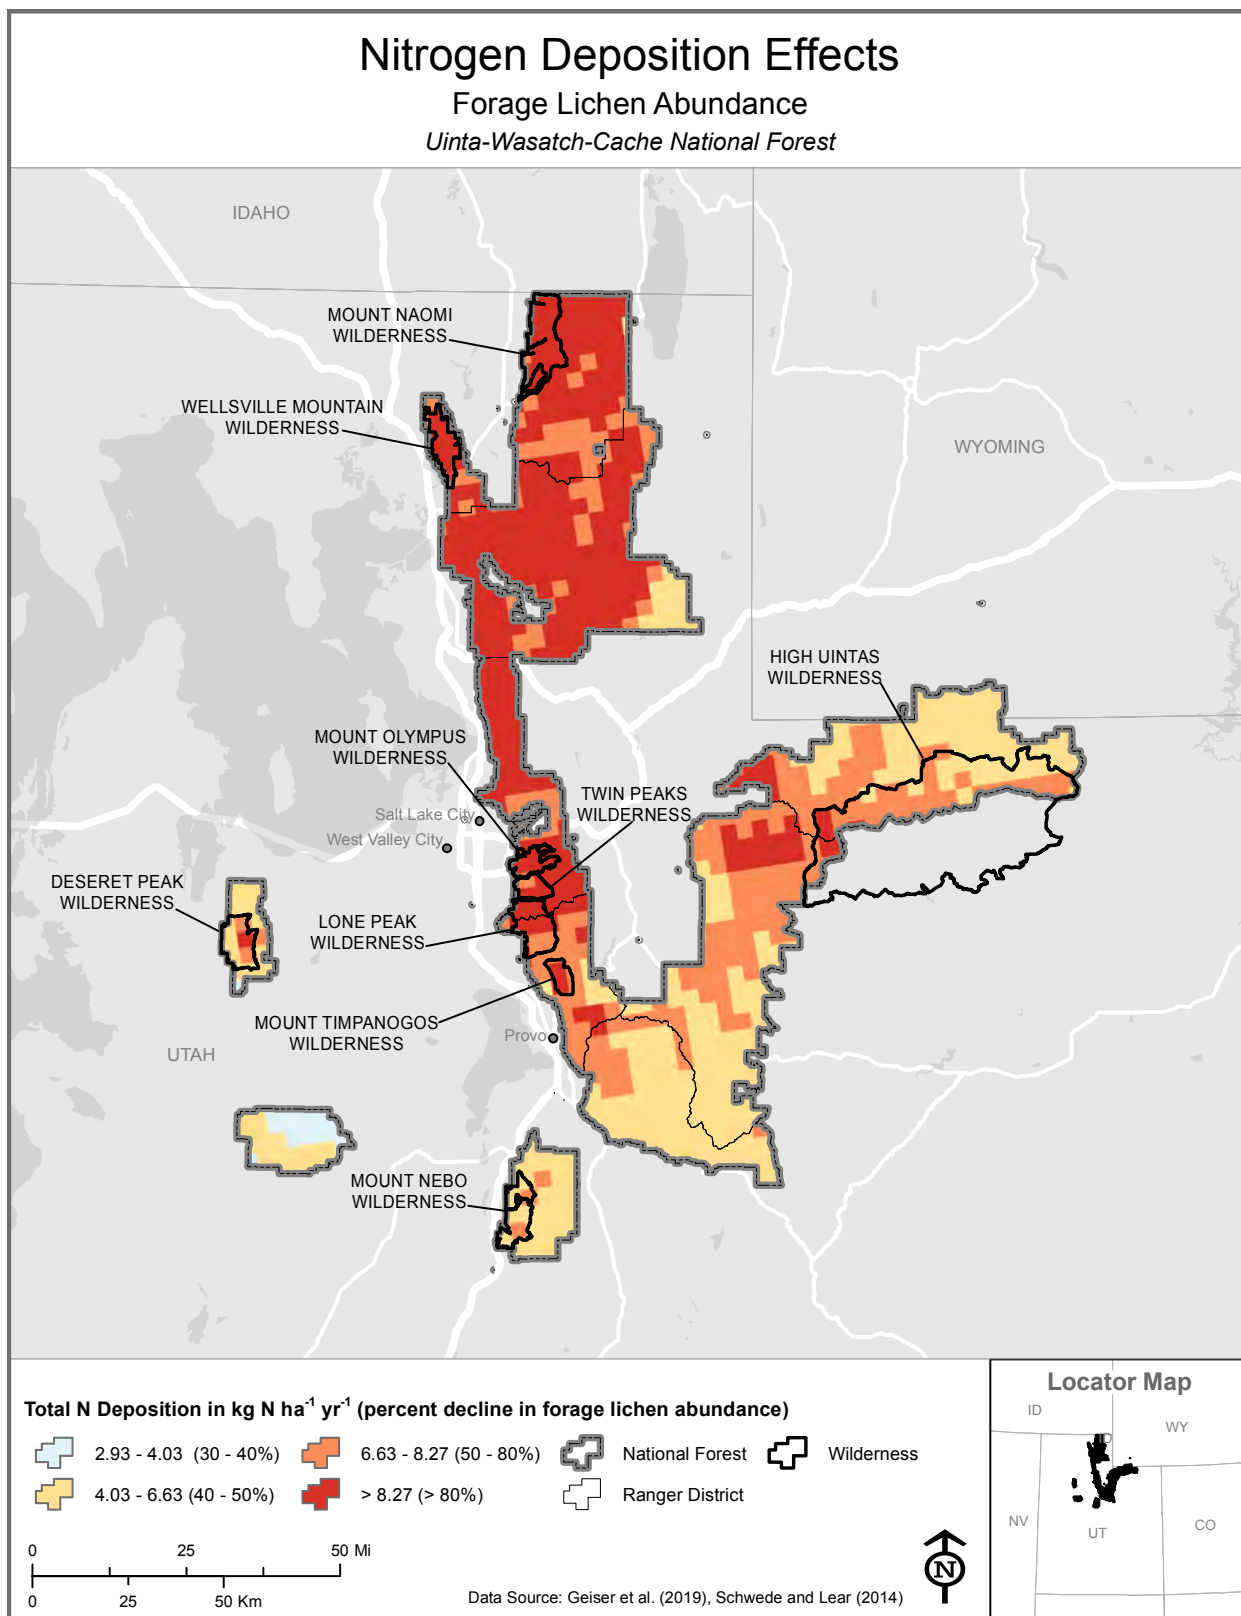 Nitrogen Deposition Effects
Forage Lichen Abundance
Uinta-Wasatch-Cache National Forest
IDAHO
MOUNT NAOMI
WILDERNESS
WELLSVILLE MOUNTAIN
WILDERNESS
WYOMING
HIGH UINTAS
WILDERNESS
MOUNT OLYMPUS
WILDERNESS
TWIN PEAKS
WILDERNESS
Salt Lake City
West Valley City
DESERET PEAK
WILDERNESS
LONE PEAK
WILDERNESS
MOUNT TIMPANOGOS
WILDERNESS
Provo
UTAH
MOUNT NEBO
WILDERNESS
Total N Deposition in kg N ha⁻¹ yr⁻¹ (percent decline in forage lichen abundance)
2.93 - 4.03 (30 - 40%)
6.63 - 8.27 (50 - 80%)
National Forest
Wilderness
4.03 - 6.63 (40 - 50%)
> 8.27 (> 80%)
Ranger District
0 25 50 Mi
0 25 50 Km
N
Data Source: Geiser et al. (2019), Schwede and Lear (2014)
Locator Map
ID
WY
NV
UT
CO